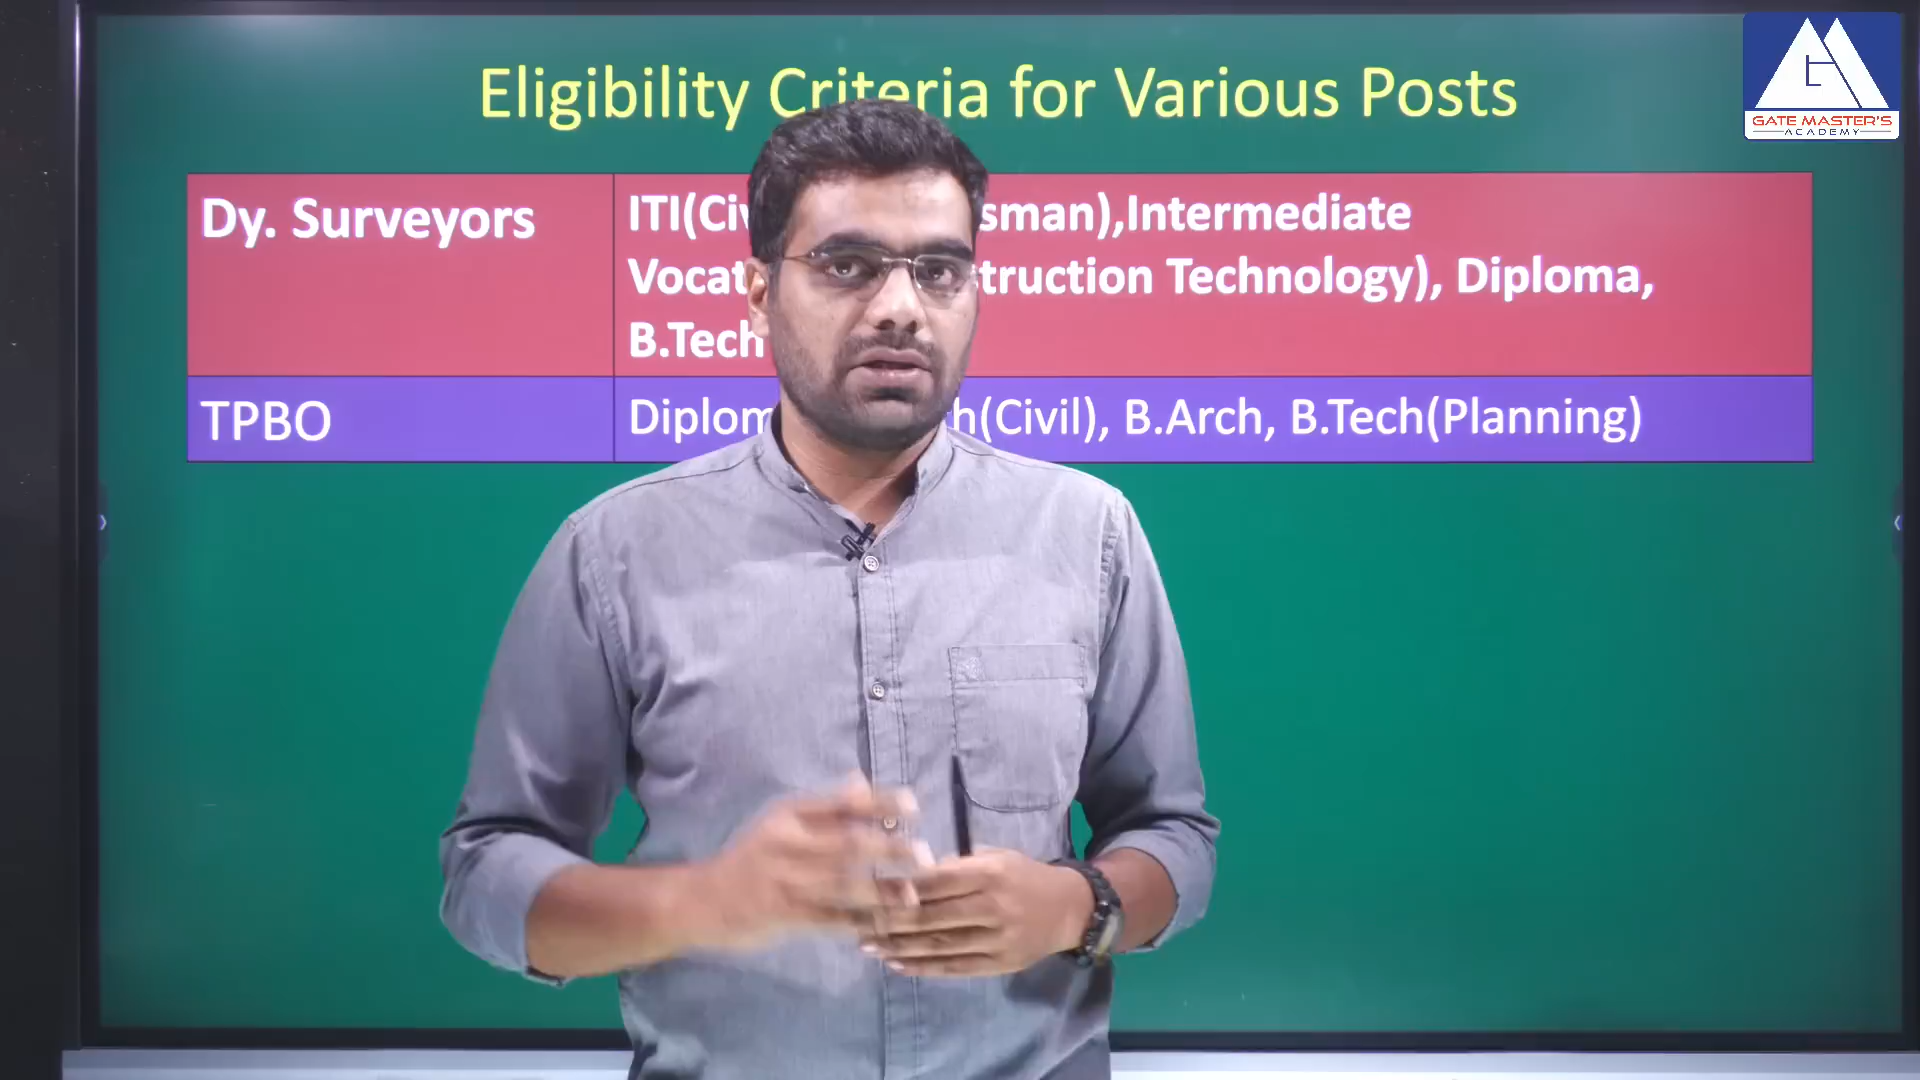 Eligibility Criteria for Various Posts
GATE MASTER'S
ACADEMY
Dy. Surveyors
ITI(Civ sman),Intermediate
Vocat struction Technology), Diploma,
B.Tech
TPBO
Diplom h(Civil), B.Arch, B.Tech(Planning)